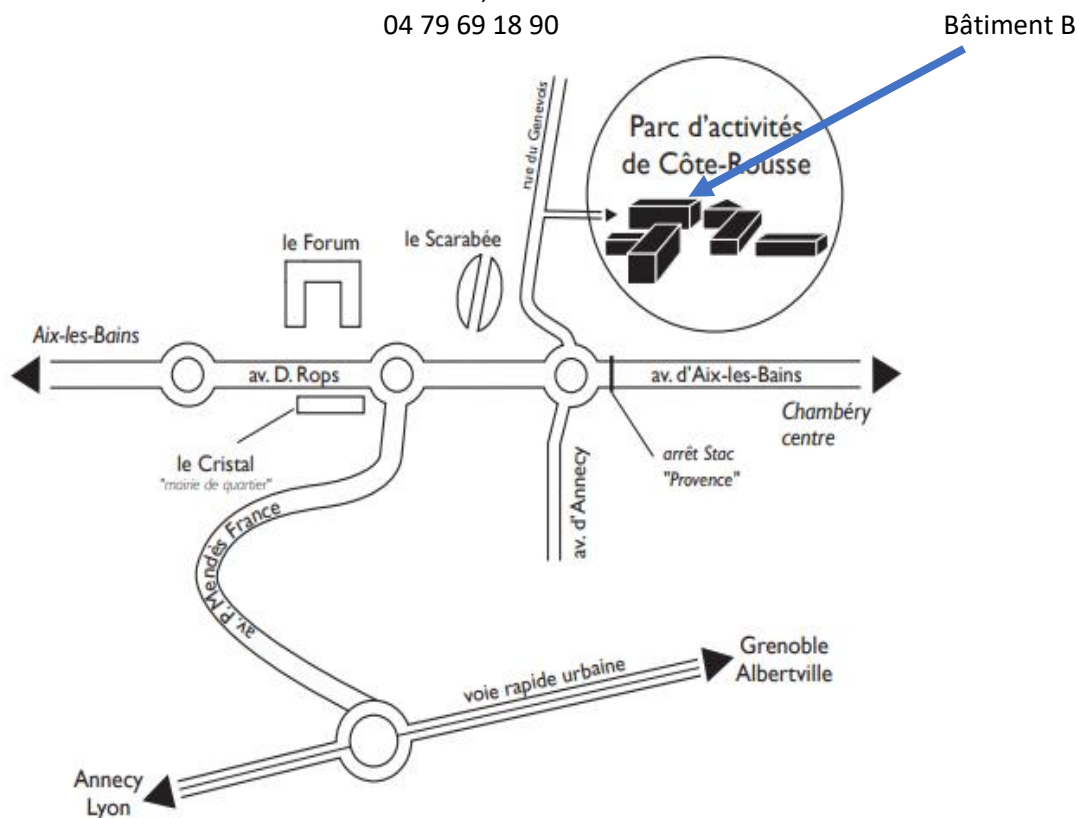 04 79 69 18 90
Bâtiment B
rue du Genevois
Parc d'activités
de Côte-Rousse
le Forum
le Scarabée
Aix-les-Bains
av. D. Rops
av. d'Aix-les-Bains
Chambéry
centre
le Cristal
"mairie de quartier"
arrêt Stac
"Provence"
av. d'Annecy
av. P. Mendès France
voie rapide urbaine
Grenoble
Albertville
Annecy
Lyon